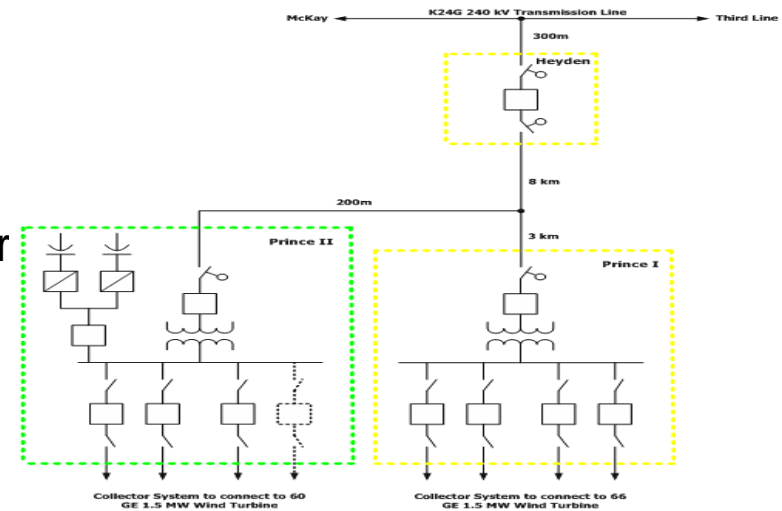 K24G 240 kV Transmission Line
McKay
Third Line
300m
Heyden
8 km
200m
3 km
r
Prince II
Prince I
Collector System to connect to 60
GE 1.5 MW Wind Turbine
Collector System to connect to 66
GE 1.5 MW Wind Turbine